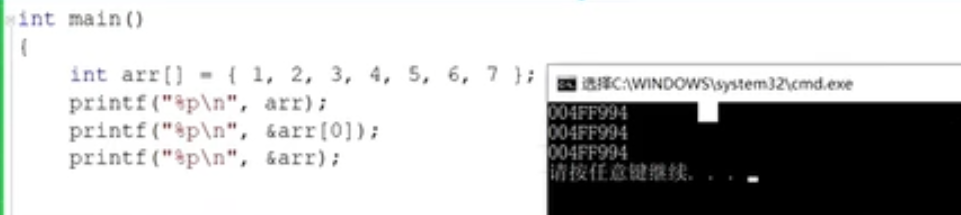 int main()
{
int arr[] = { 1, 2, 3, 4, 5, 6, 7 };
printf("%p\n", arr);
printf("%p\n", &arr[0]);
printf("%p\n", &arr);
选择C:\WINDOWS\system32\cmd.exe
004FF994
004FF994
004FF994
请按任意键继续. . .